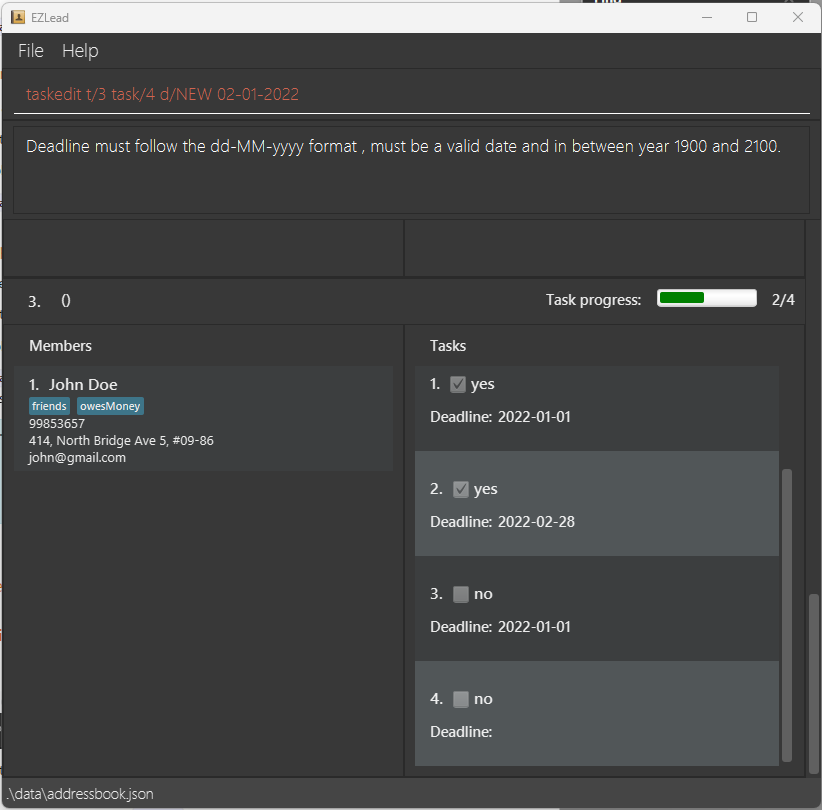 EZLead
File Help
taskedit t/3 task/4 d/NEW 02-01-2022
Deadline must follow the dd-MM-yyyy format , must be a valid date and in between year 1900 and 2100.
3. () Task progress: 2/4
Members
1. John Doe
friends owesMoney
99853657
414, North Bridge Ave 5, #09-86
john@gmail.com
Tasks
1. yes
Deadline: 2022-01-01
2. yes
Deadline: 2022-02-28
3. no
Deadline: 2022-01-01
4. no
Deadline:
.\data\addressbook.json